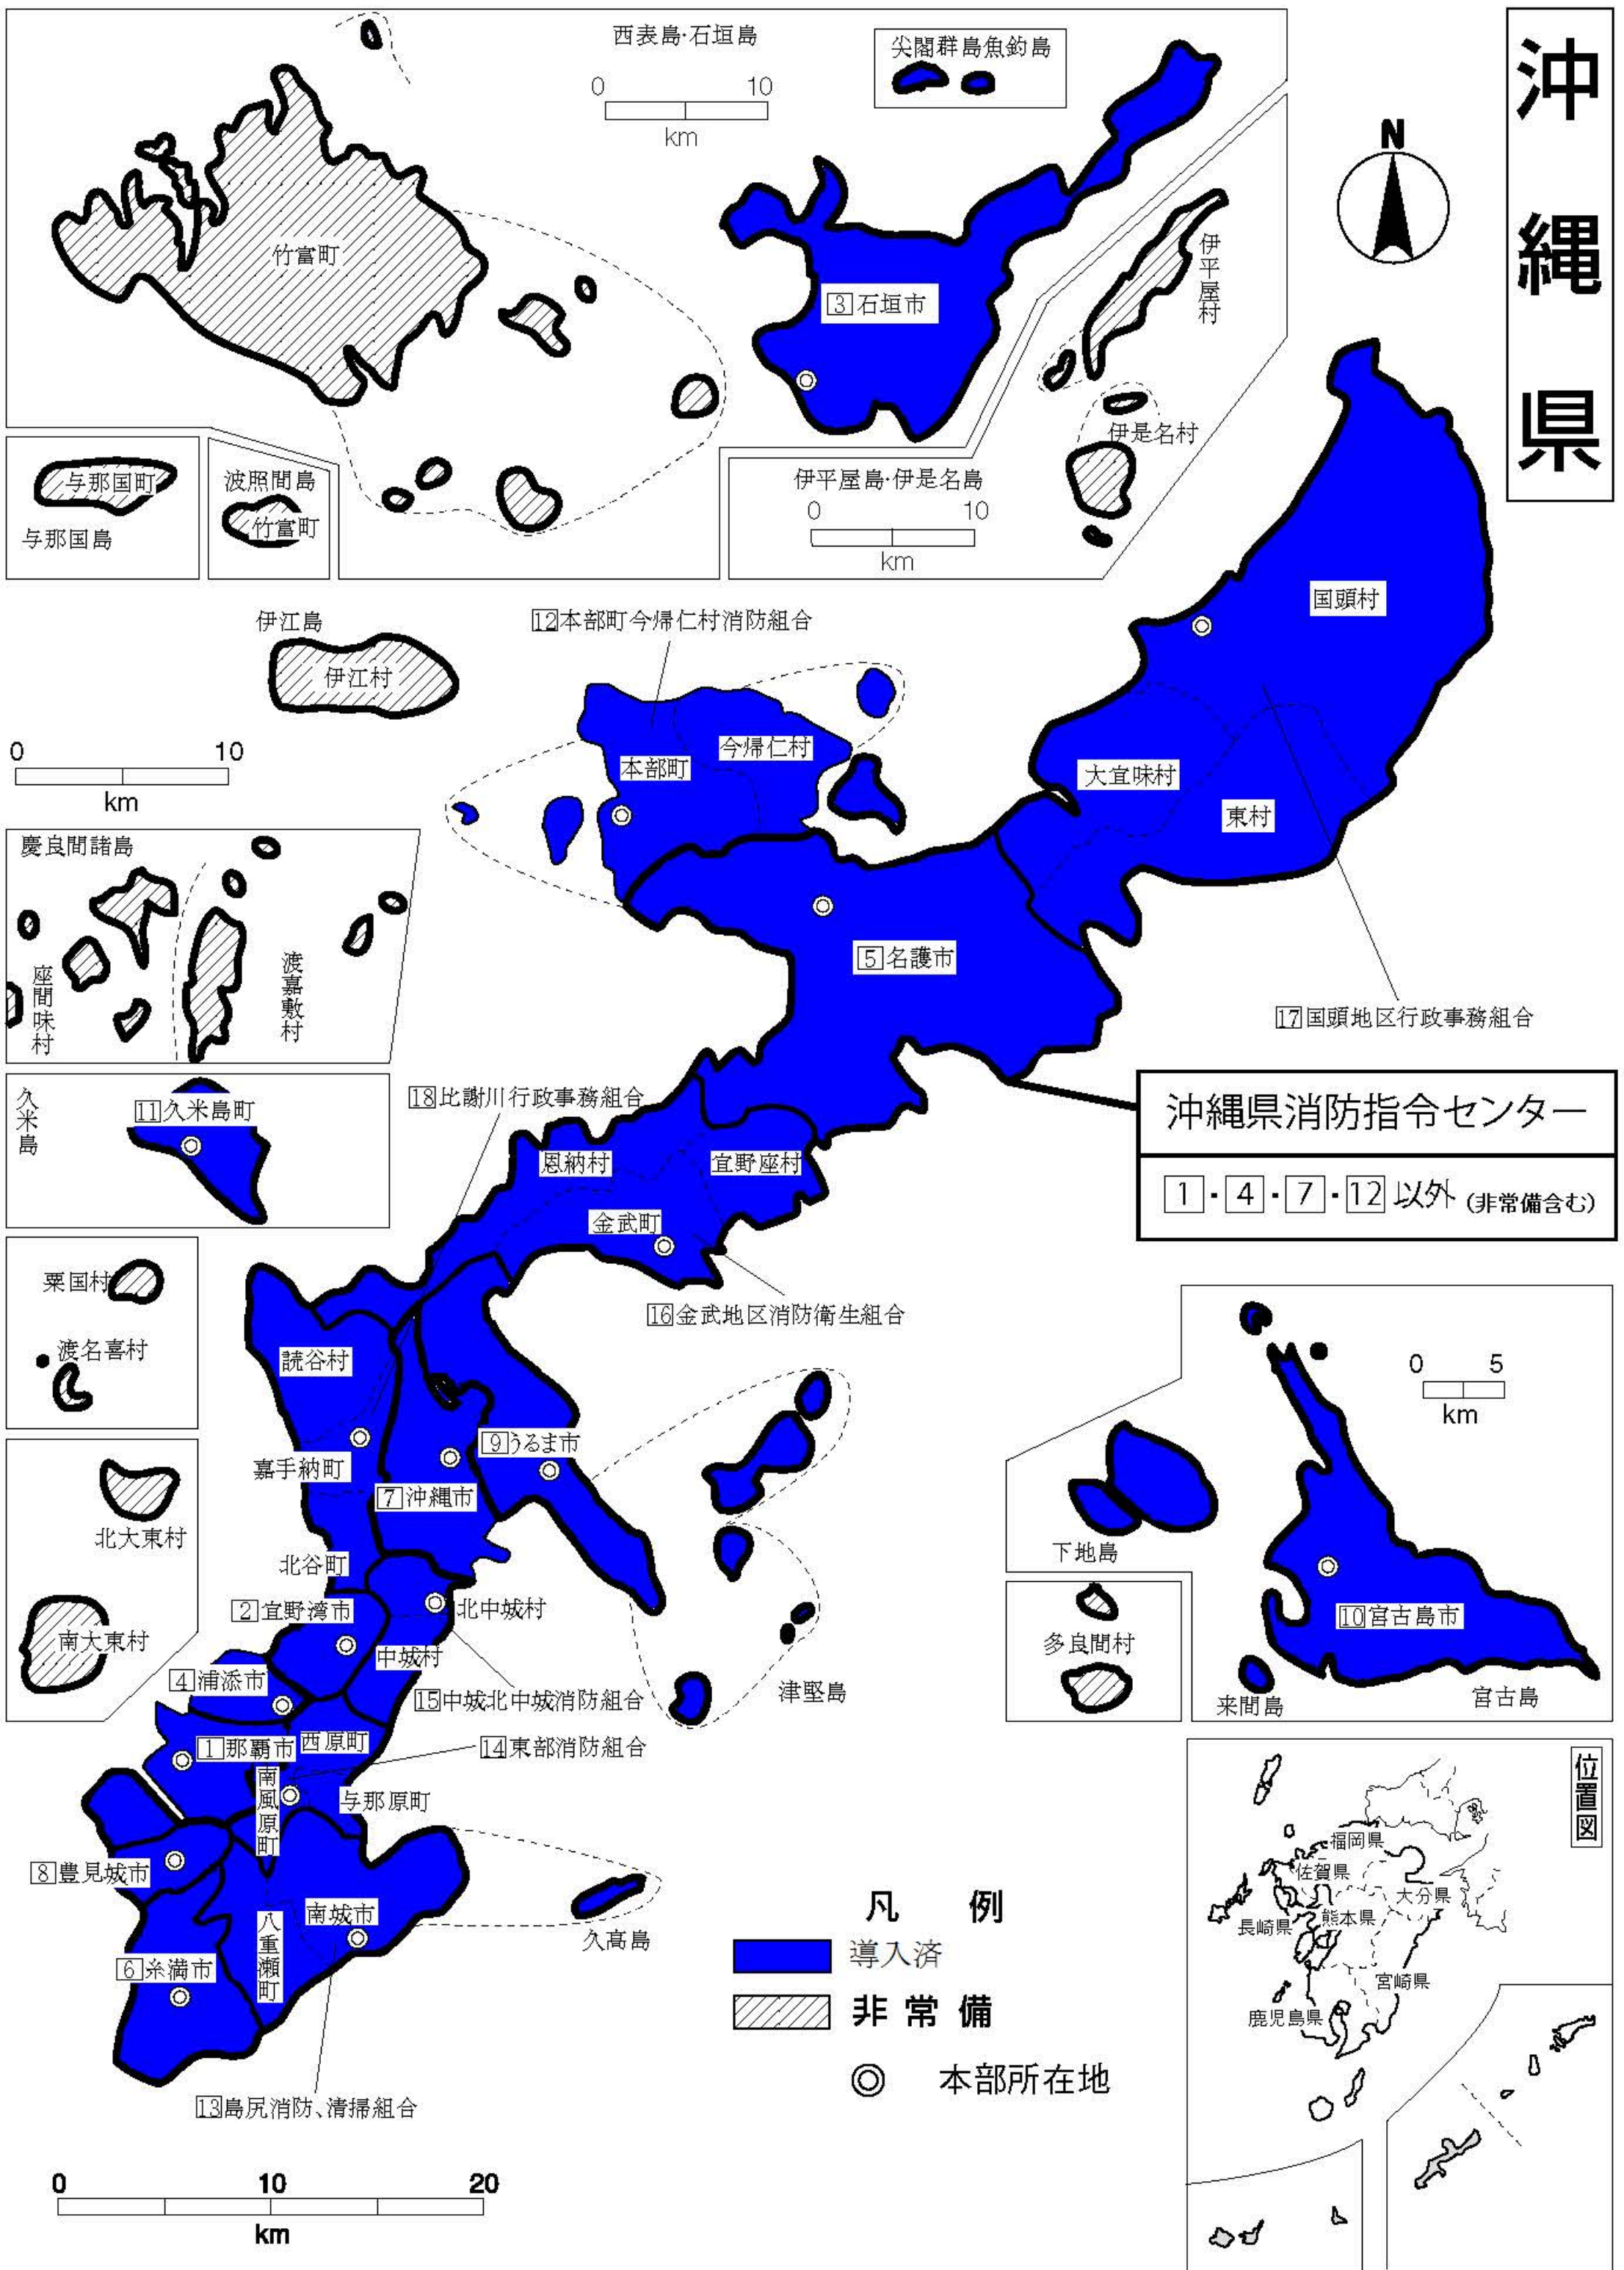 沖縄県
西表島・石垣島
0 10
km
尖閣群島魚釣島
N
竹富町
3 石垣市
伊平屋村
伊是名村
伊平屋島・伊是名島
0 10
km
与那国町
与那国島
波照間島
竹富町
伊江島
伊江村
0 10
km
12 本部町今帰仁村消防組合
国頭村
今帰仁村
本部町
大宜味村
東村
慶良間諸島
座間味村
渡嘉敷村
5 名護市
17 国頭地区行政事務組合
久米島
11 久米島町
18 比謝川行政事務組合
沖縄県消防指令センター
1・4・7・12 以外 (非常備含む)
恩納村
宜野座村
金武町
16 金武地区消防衛生組合
粟国村
渡名喜村
読谷村
嘉手納町
9 うるま市
7 沖縄市
0 5
km
下地島
北大東村
南大東村
北谷町
2 宜野湾市
北中城村
中城村
4 浦添市
15 中城北中城消防組合
津堅島
多良間村
10 宮古島市
来間島
宮古島
1 那覇市
西原町
14 東部消防組合
南風原町
与那原町
8 豊見城市
南城市
八重瀬町
久高島
6 糸満市
13 島尻消防、清掃組合
凡 例
導入済
非常備
本部所在地
位置図
福岡県
佐賀県
大分県
長崎県
熊本県
宮崎県
鹿児島県
0 10 20
km